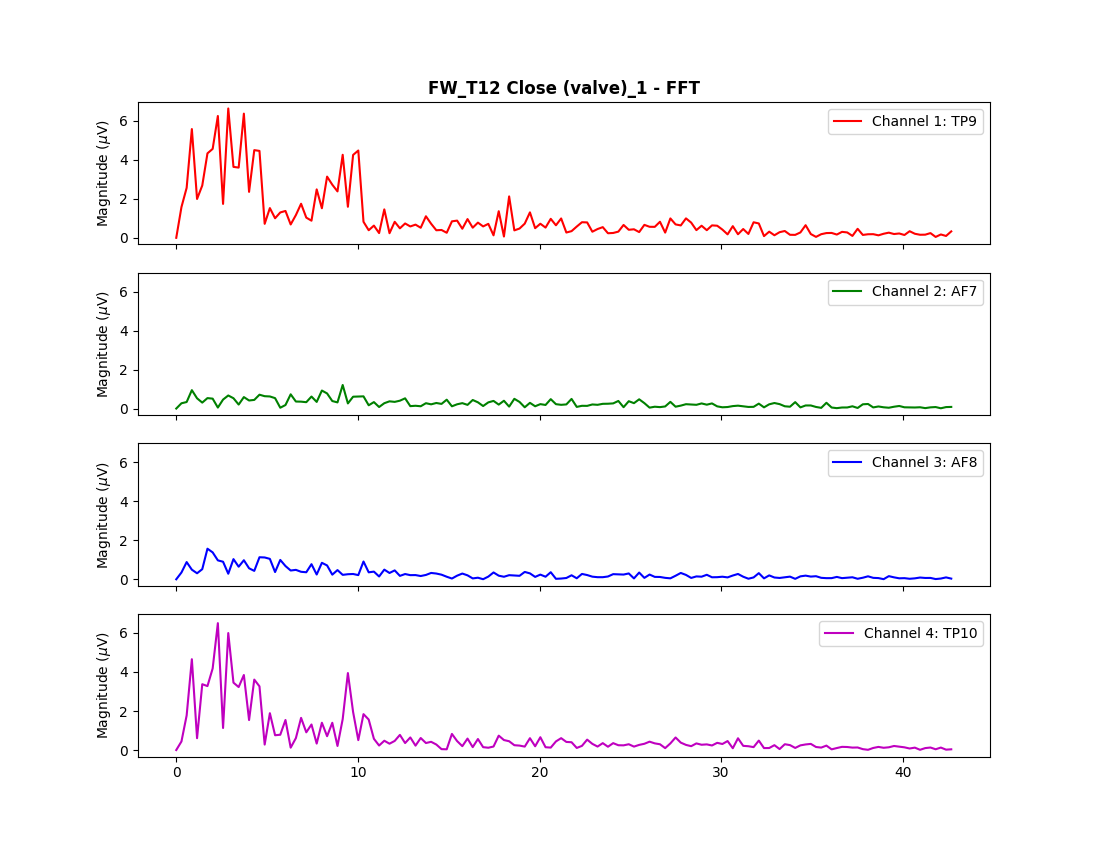 FW_T12 Close (valve)_1 - FFT
Magnitude (μV)
6
4
2
0
Channel 1: TP9
Magnitude (μV)
6
4
2
0
Channel 2: AF7
Magnitude (μV)
6
4
2
0
Channel 3: AF8
Magnitude (μV)
6
4
2
0
Channel 4: TP10
0 10 20 30 40